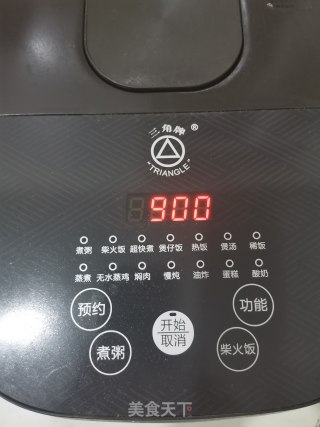 三角牌®
TRIANGLE
900
煮粥 柴火饭 超快煮 煲仔饭 热饭 煲汤 稀饭
蒸煮 无水蒸鸡 焖肉 慢炖 油炸 蛋糕 酸奶
预约 开始 取消 功能
煮粥 柴火饭
美食天下